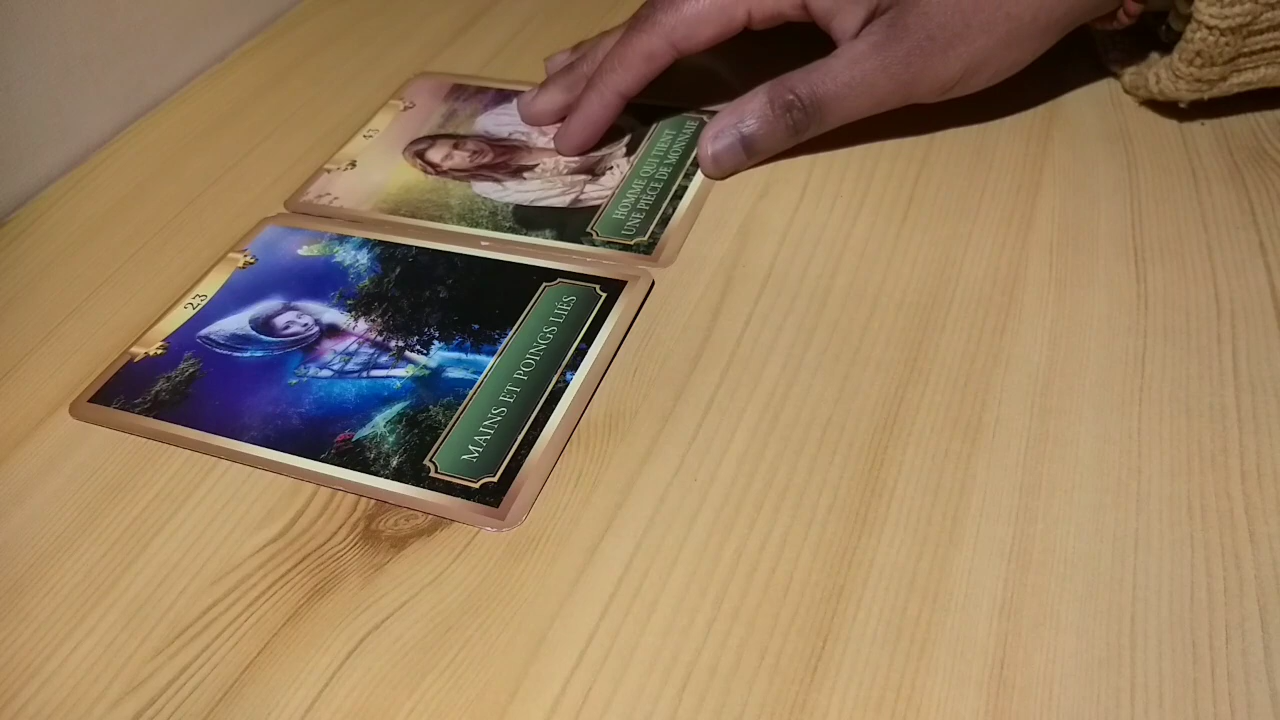 43
HOMME QUI TIENT
UNE PIÈCE DE MONNAIE
23
MAINS ET POINGS LIÉS